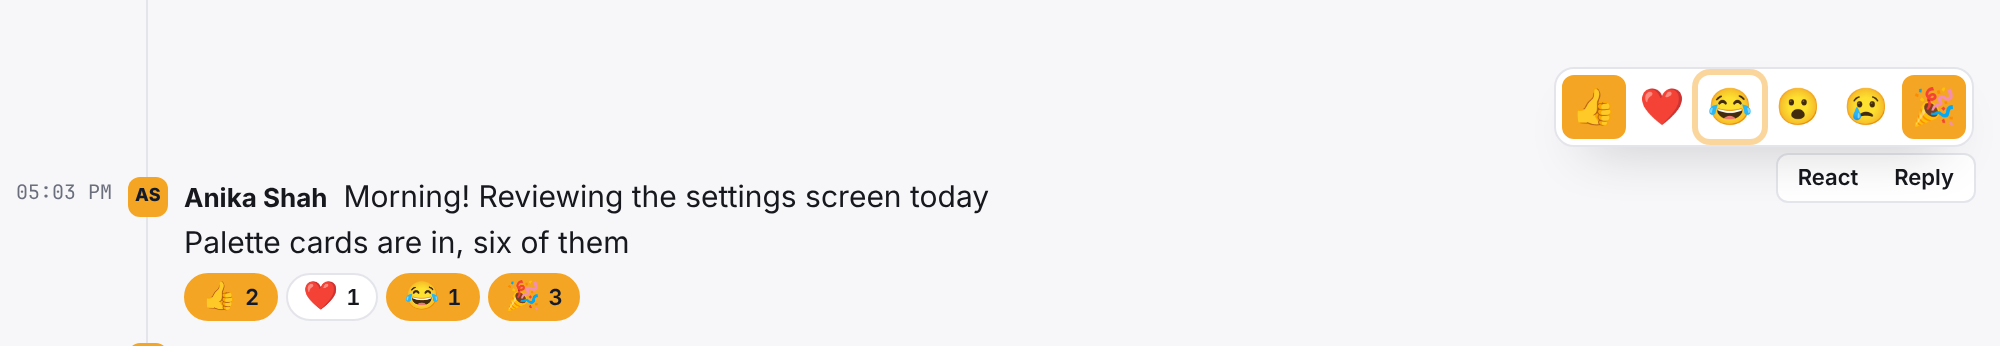 👍 ❤️ 😂 😮 😢 🎉
React Reply
05:03 PM AS Anika Shah Morning! Reviewing the settings screen today
Palette cards are in, six of them
👍 2 ❤️ 1 😂 1 🎉 3